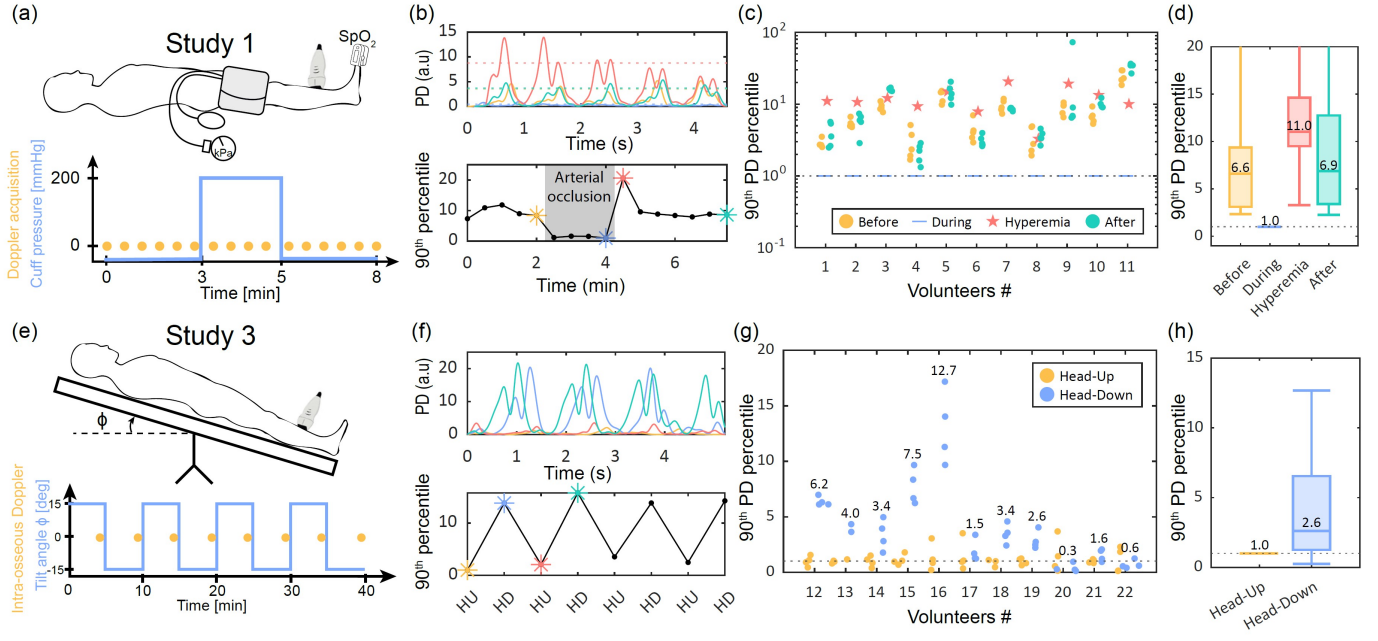 (a)
Study 1
SpO2
kPa
Doppler acquisition
Cuff pressure [mmHg]
200
0
0
3
5
8
Time [min]
(b)
PD (a.u)
15
10
5
0
0
1
2
3
4
Time (s)
90th percentile
20
10
0
Arterial
occlusion
0
2
4
6
Time (min)
(c)
90th PD percentile
10^2
10^1
10^0
10^-1
Before
During
Hyperemia
After
1 2 3 4 5 6 7 8 9 10 11
Volunteers #
(d)
90th PD percentile
20
15
10
5
0
6.6
1.0
11.0
6.9
Before
During
Hyperemia
After
(e)
Study 3
ϕ
Intra-osseous Doppler
Tilt angle ϕ [deg]
15
0
-15
0 10 20 30 40
Time [min]
(f)
PD (a.u)
20
10
0
0 1 2 3 4
Time (s)
90th percentile
10
0
HU HD HU HD HU HD HU HD
(g)
90th PD percentile
20
15
10
5
0
Head-Up
Head-Down
6.2
4.0
3.4
7.5
12.7
1.5
3.4
2.6
0.3
1.6
0.6
12 13 14 15 16 17 18 19 20 21 22
Volunteers #
(h)
90th PD percentile
15
10
5
0
1.0
2.6
Head-Up
Head-Down